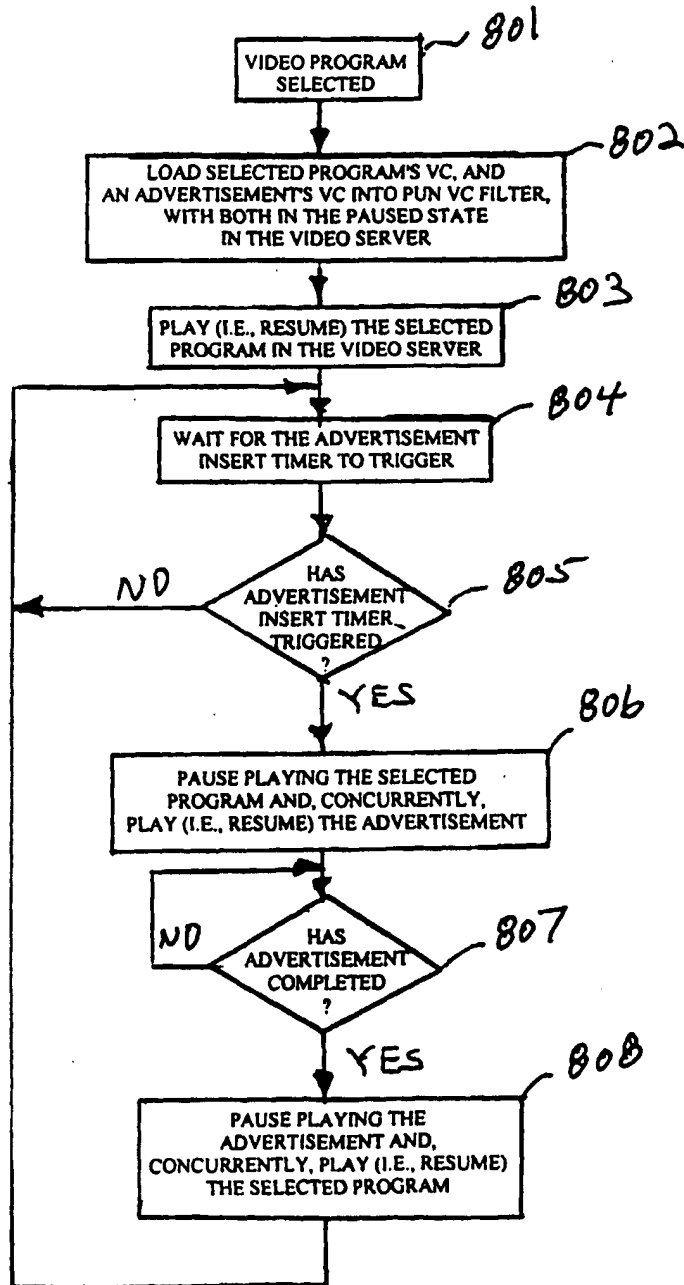 801
VIDEO PROGRAM
SELECTED
802
LOAD SELECTED PROGRAM'S VC, AND
AN ADVERTISEMENT'S VC INTO PUN VC FILTER,
WITH BOTH IN THE PAUSED STATE
IN THE VIDEO SERVER
803
PLAY (I.E., RESUME) THE SELECTED
PROGRAM IN THE VIDEO SERVER
804
WAIT FOR THE ADVERTISEMENT
INSERT TIMER TO TRIGGER
805
HAS
ADVERTISEMENT
INSERT TIMER
TRIGGERED
?
NO
YES
806
PAUSE PLAYING THE SELECTED
PROGRAM AND, CONCURRENTLY,
PLAY (I.E., RESUME) THE ADVERTISEMENT
807
HAS
ADVERTISEMENT
COMPLETED
?
NO
YES
808
PAUSE PLAYING THE
ADVERTISEMENT AND,
CONCURRENTLY, PLAY (I.E., RESUME)
THE SELECTED PROGRAM